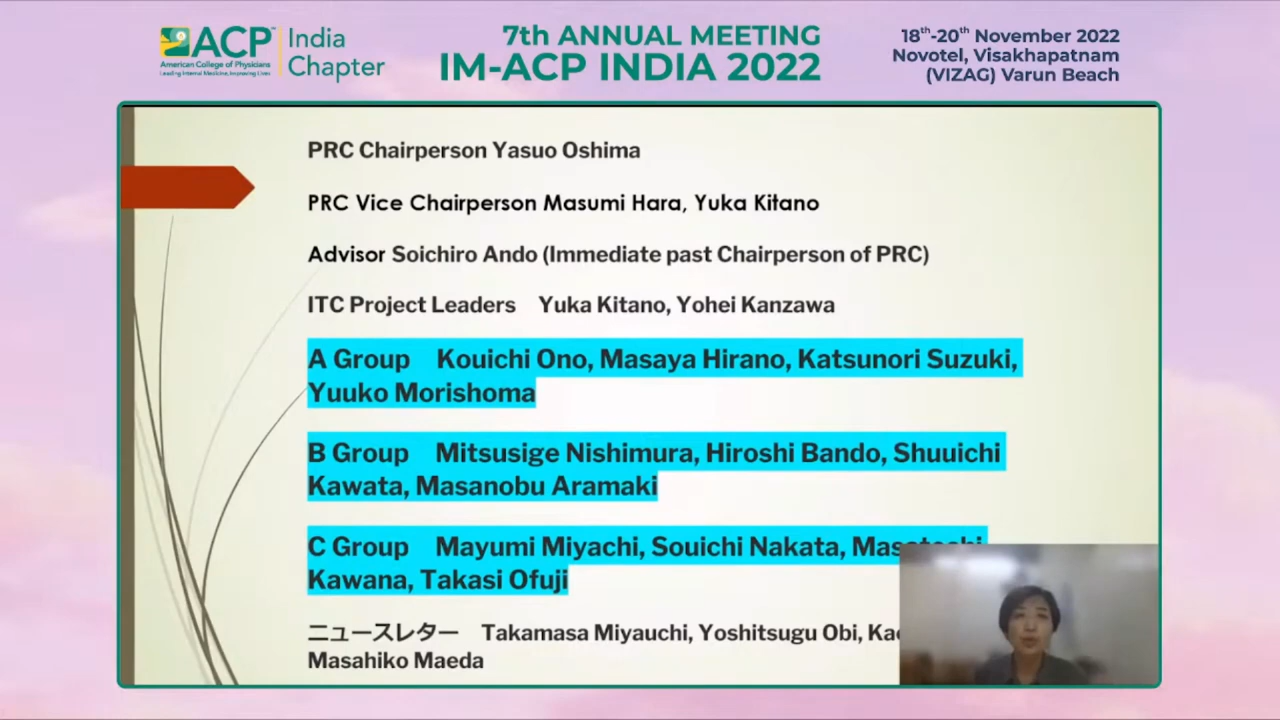 ACP
American College of Physicians
Leading Internal Medicine, Improving Lives
India
Chapter
7th ANNUAL MEETING
IM-ACP INDIA 2022
18th-20th November 2022
Novotel, Visakhapatnam
(VIZAG) Varun Beach
PRC Chairperson Yasuo Oshima
PRC Vice Chairperson Masumi Hara, Yuka Kitano
Advisor Soichiro Ando (Immediate past Chairperson of PRC)
ITC Project Leaders Yuka Kitano, Yohei Kanzawa
A Group Kouichi Ono, Masaya Hirano, Katsunori Suzuki,
Yuuko Morishoma
B Group Mitsusige Nishimura, Hiroshi Bando, Shuuichi
Kawata, Masanobu Aramaki
C Group Mayumi Miyachi, Souichi Nakata,
Kawana, Takasi Ofuji
ニュースレター Takamasa Miyauchi, Yoshitsugu Obi,
Masahiko Maeda